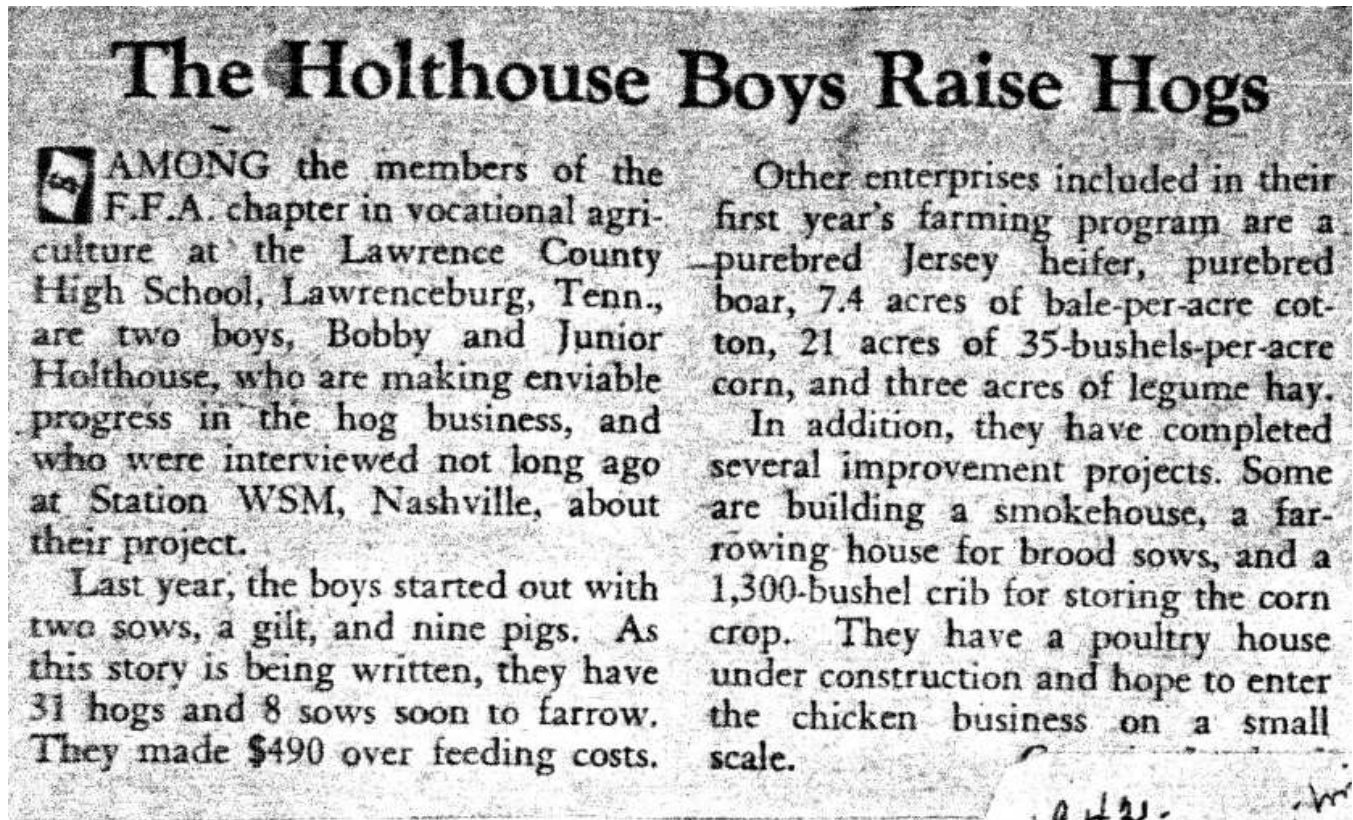 The Holthouse Boys Raise Hogs
AMONG the members of the
F.F.A. chapter in vocational agri-
culture at the Lawrence County
High School, Lawrenceburg, Tenn.,
are two boys, Bobby and Junior
Holthouse, who are making enviable
progress in the hog business, and
who were interviewed not long ago
at Station WSM, Nashville, about
their project.
Last year, the boys started out with
two sows, a gilt, and nine pigs. As
this story is being written, they have
31 hogs and 8 sows soon to farrow.
They made $490 over feeding costs.
Other enterprises included in their
first year's farming program are a
purebred Jersey heifer, purebred
boar, 7.4 acres of bale-per-acre cot-
ton, 21 acres of 35-bushels-per-acre
corn, and three acres of legume hay.
In addition, they have completed
several improvement projects. Some
are building a smokehouse, a far-
rowing house for brood sows, and a
1,300-bushel crib for storing the corn
crop. They have a poultry house
under construction and hope to enter
the chicken business on a small
scale.